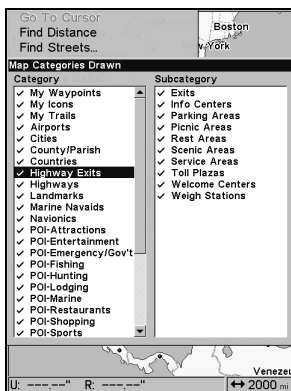 Go To Cursor
Find Distance
Find Streets...
Boston
w York
Map Categories Drawn
Category
Subcategory
My Waypoints
My Icons
My Trails
Airports
Cities
County/Parish
Countries
Highway Exits
Highways
Landmarks
Marine Navaids
Navionics
POI-Attractions
POI-Entertainment
POI-Emergency/Gov't
POI-Fishing
POI-Hunting
POI-Lodging
POI-Marine
POI-Restaurants
POI-Shopping
POI-Sports
Exits
Info Centers
Parking Areas
Picnic Areas
Rest Areas
Scenic Areas
Service Areas
Toll Plazas
Welcome Centers
Weigh Stations
Venezue
U: ---.--" R: ---.--" ↔ 2000 mi